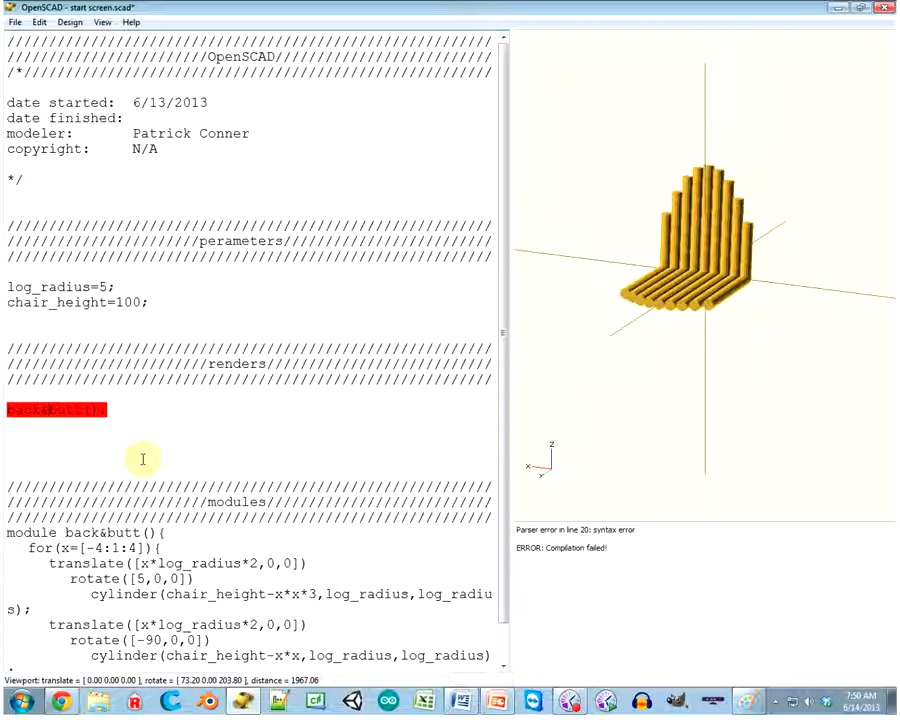 OpenSCAD - start screen.scad*
File Edit Design View Help
////////////////////////////////////////////////////////////
////////////////////////OpenSCAD//////////////////////////
/*//////////////////////////////////////////////////////////
date started: 6/13/2013
date finished:
modeler: Patrick Conner
copyright: N/A
*/
////////////////////////////////////////////////////////////
///////////////////////perameters/////////////////////////
////////////////////////////////////////////////////////////
log_radius=5;
chair_height=100;
////////////////////////////////////////////////////////////
////////////////////////renders///////////////////////////
////////////////////////////////////////////////////////////
back&butt();
////////////////////////////////////////////////////////////
////////////////////////modules///////////////////////////
////////////////////////////////////////////////////////////
module back&butt(){
for(x=[-4:1:4]){
translate([x*log_radius*2,0,0])
rotate([5,0,0])
cylinder(chair_height-x*x*3,log_radius,log_radiu
s);
translate([x*log_radius*2,0,0])
rotate([-90,0,0])
cylinder(chair_height-x*x,log_radius,log_radius)
Z
X
Y
Parser error in line 20: syntax error
ERROR: Compilation failed!
Viewport: translate = [ 0.00 0.00 0.00 ], rotate = [ 73.20 0.00 203.80 ], distance = 1967.06
7:50 AM
6/14/2013